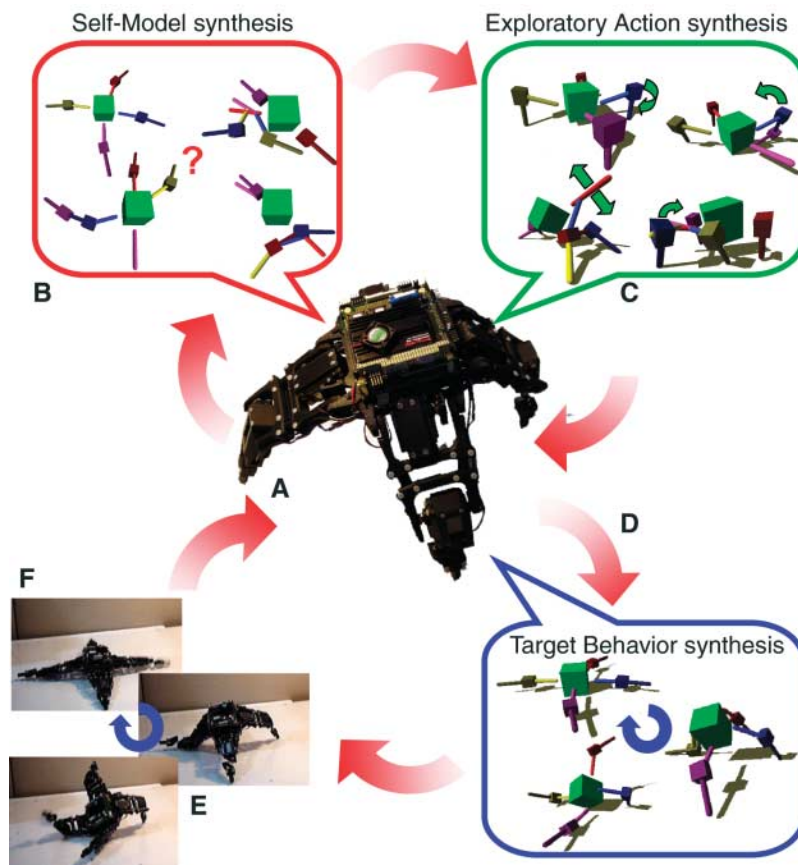 Self-Model synthesis
Exploratory Action synthesis
?
B
C
A
D
F
Target Behavior synthesis
E